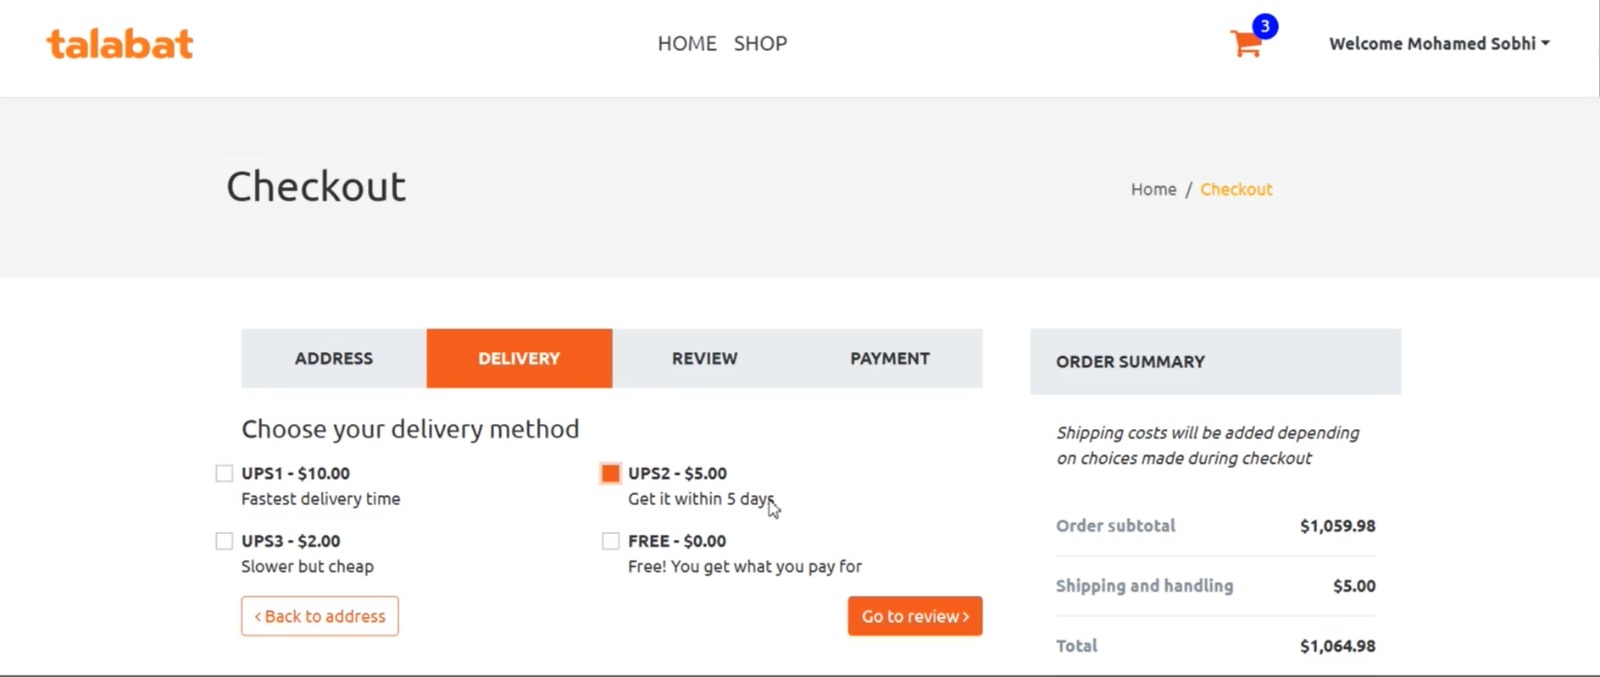 talabat
HOME SHOP
3
Welcome Mohamed Sobhi
Checkout
Home / Checkout
ADDRESS DELIVERY REVIEW PAYMENT
Choose your delivery method
UPS1 - $10.00
Fastest delivery time
UPS2 - $5.00
Get it within 5 days
UPS3 - $2.00
Slower but cheap
FREE - $0.00
Free! You get what you pay for
‹ Back to address
Go to review ›
ORDER SUMMARY
Shipping costs will be added depending
on choices made during checkout
Order subtotal $1,059.98
Shipping and handling $5.00
Total $1,064.98